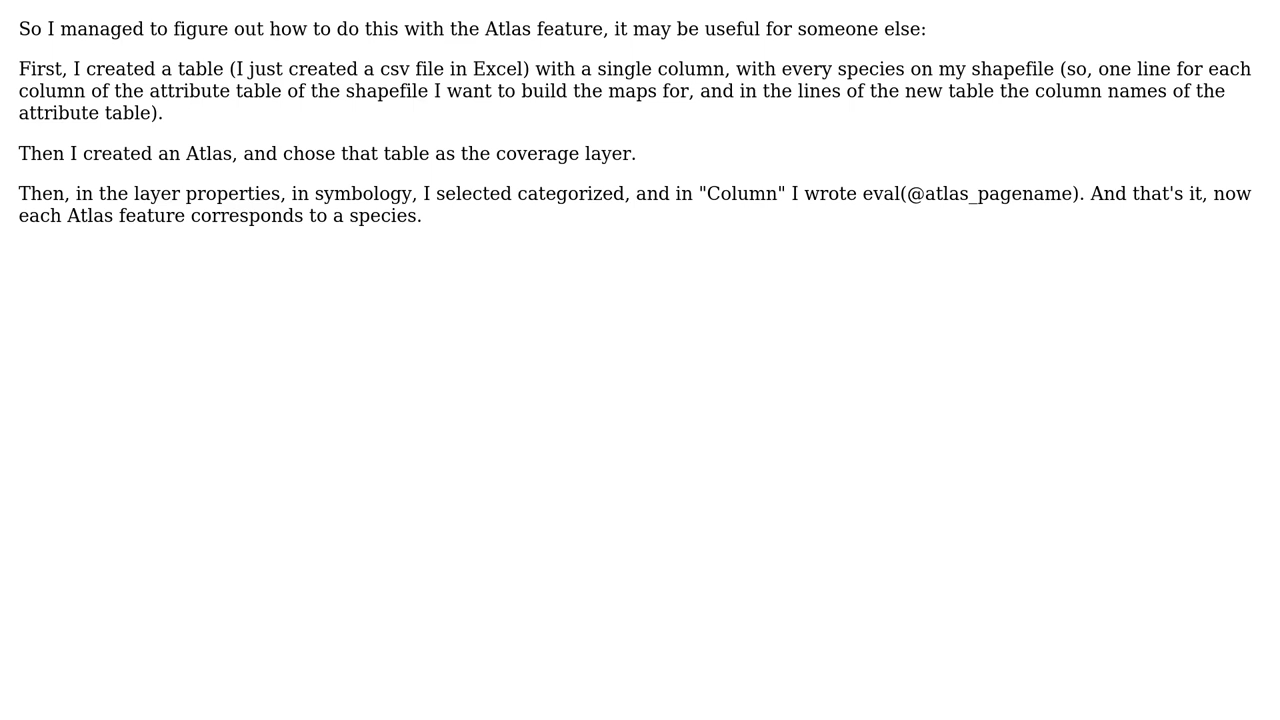 So I managed to figure out how to do this with the Atlas feature, it may be useful for someone else:
First, I created a table (I just created a csv file in Excel) with a single column, with every species on my shapefile (so, one line for each
column of the attribute table of the shapefile I want to build the maps for, and in the lines of the new table the column names of the
attribute table).
Then I created an Atlas, and chose that table as the coverage layer.
Then, in the layer properties, in symbology, I selected categorized, and in "Column" I wrote eval(@atlas_pagename). And that's it, now
each Atlas feature corresponds to a species.